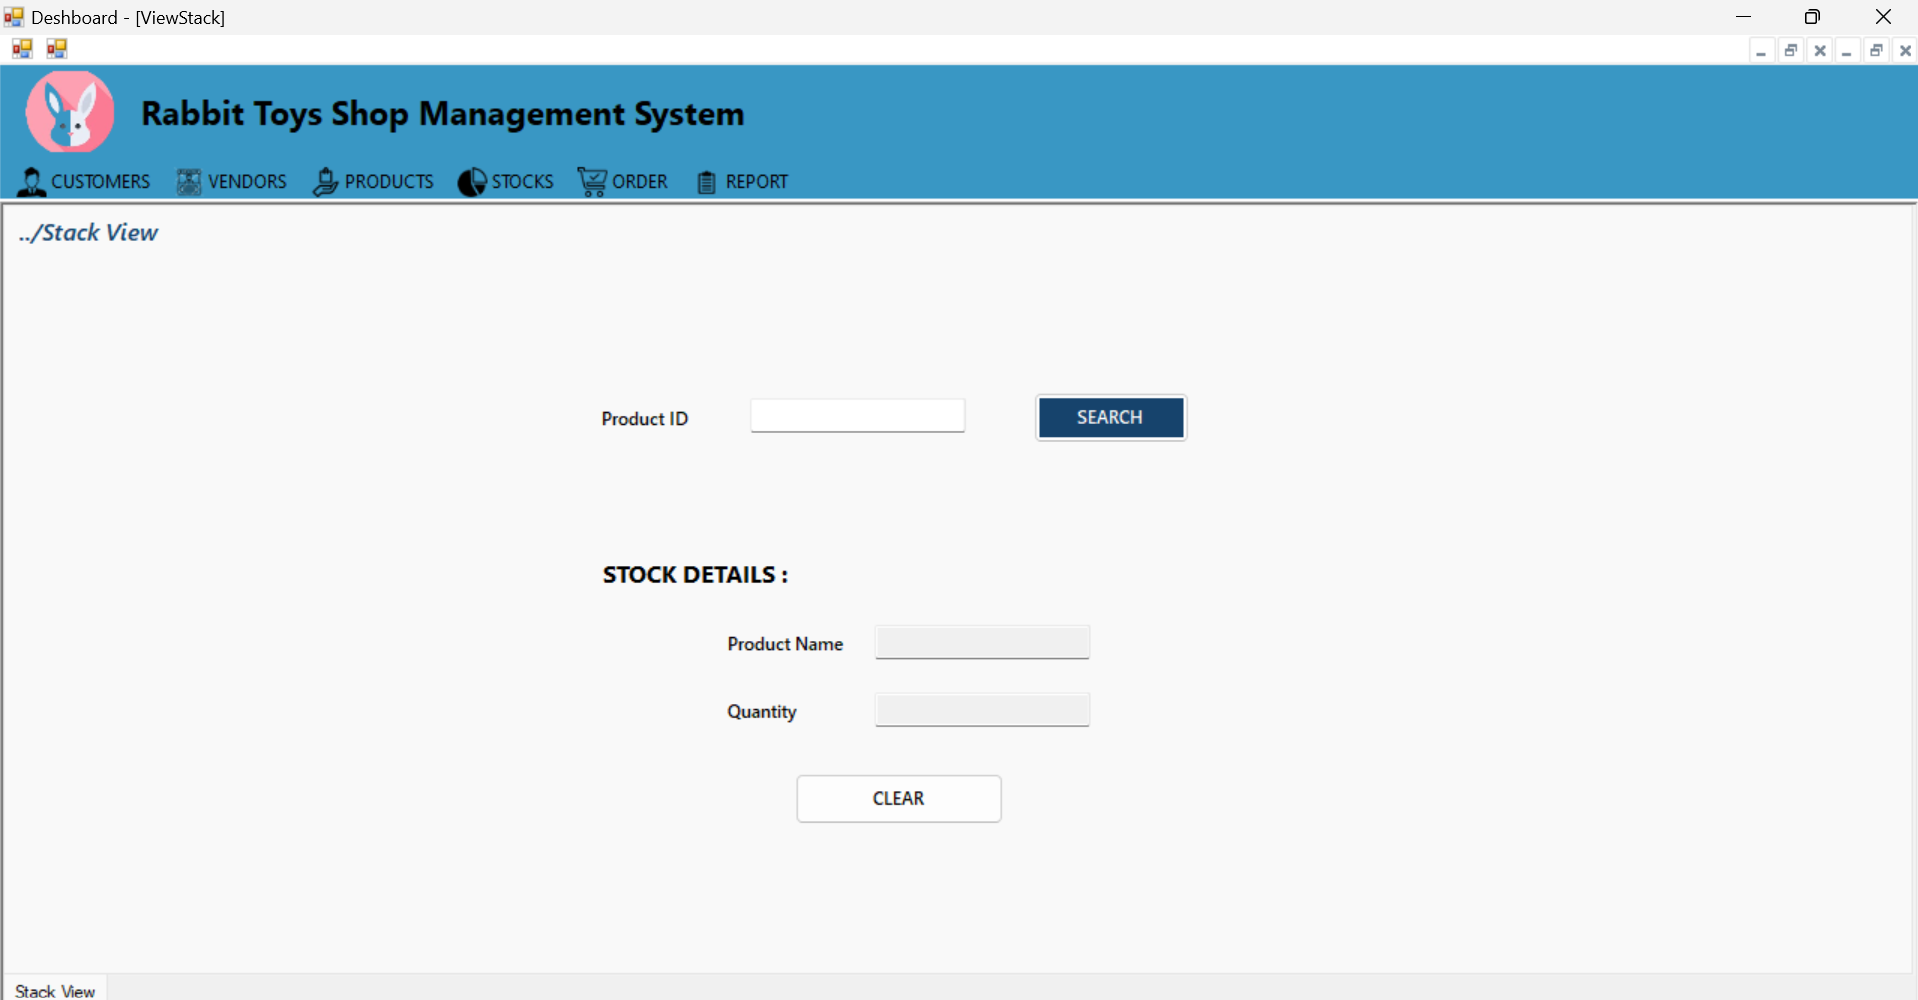 Deshboard - [ViewStack]
Rabbit Toys Shop Management System
CUSTOMERS VENDORS PRODUCTS STOCKS ORDER REPORT
../Stack View
Product ID SEARCH
STOCK DETAILS :
Product Name
Quantity
CLEAR
Stack View